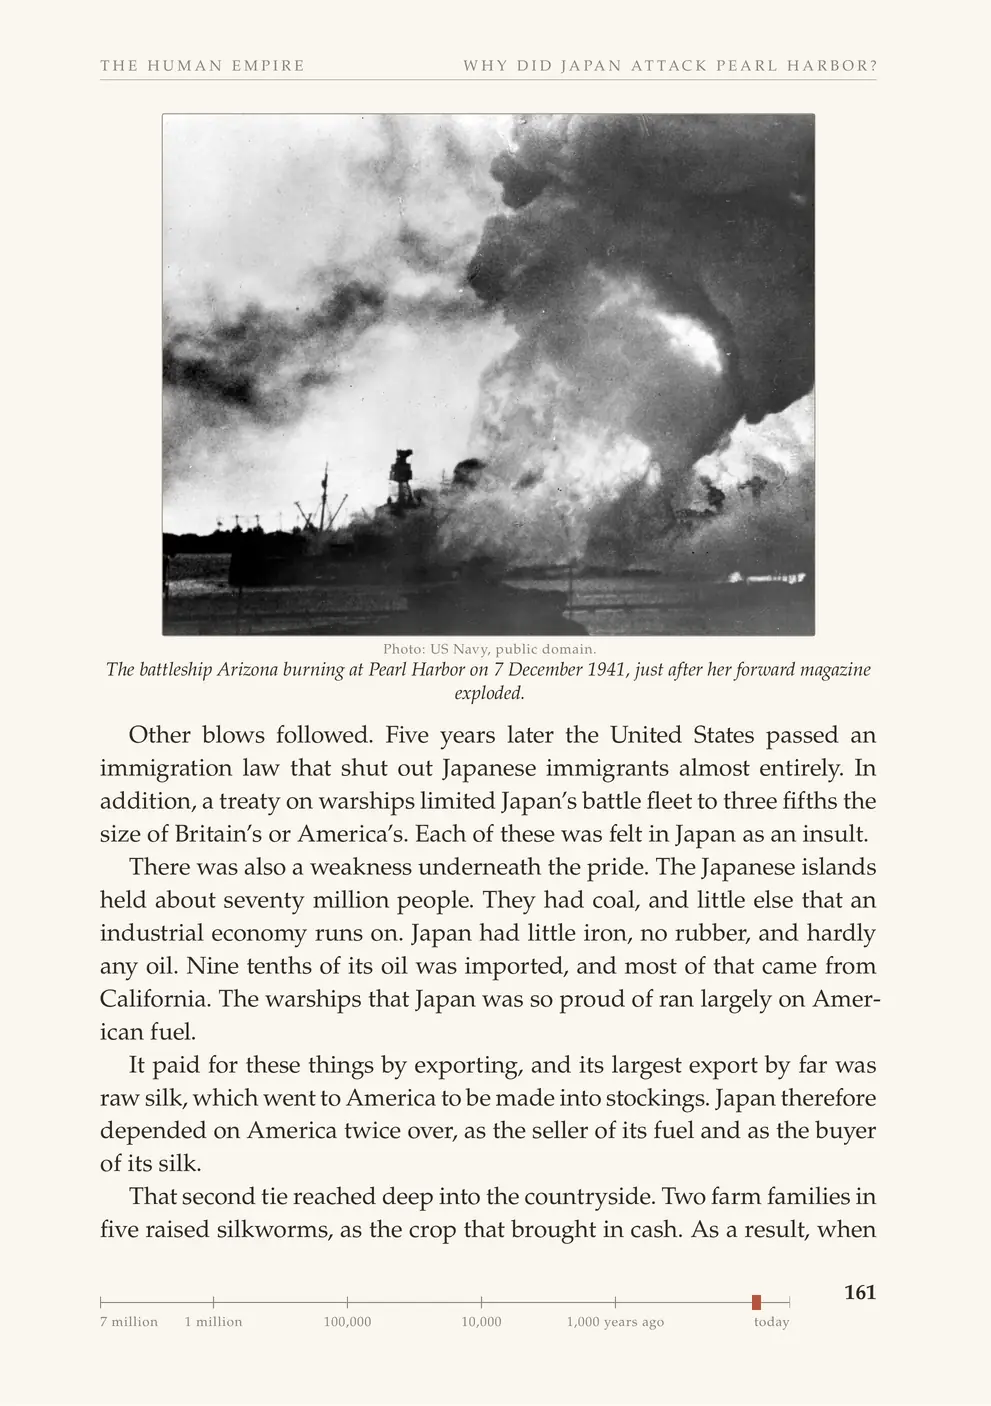 THE HUMAN EMPIRE
WHY DID JAPAN ATTACK PEARL HARBOR?
Photo: US Navy, public domain.
The battleship Arizona burning at Pearl Harbor on 7 December 1941, just after her forward magazine
exploded.
Other blows followed. Five years later the United States passed an
immigration law that shut out Japanese immigrants almost entirely. In
addition, a treaty on warships limited Japan’s battle fleet to three fifths the
size of Britain’s or America’s. Each of these was felt in Japan as an insult.
There was also a weakness underneath the pride. The Japanese islands
held about seventy million people. They had coal, and little else that an
industrial economy runs on. Japan had little iron, no rubber, and hardly
any oil. Nine tenths of its oil was imported, and most of that came from
California. The warships that Japan was so proud of ran largely on Amer-
ican fuel.
It paid for these things by exporting, and its largest export by far was
raw silk, which went to America to be made into stockings. Japan therefore
depended on America twice over, as the seller of its fuel and as the buyer
of its silk.
That second tie reached deep into the countryside. Two farm families in
five raised silkworms, as the crop that brought in cash. As a result, when
161
7 million
1 million
100,000
10,000
1,000 years ago
today